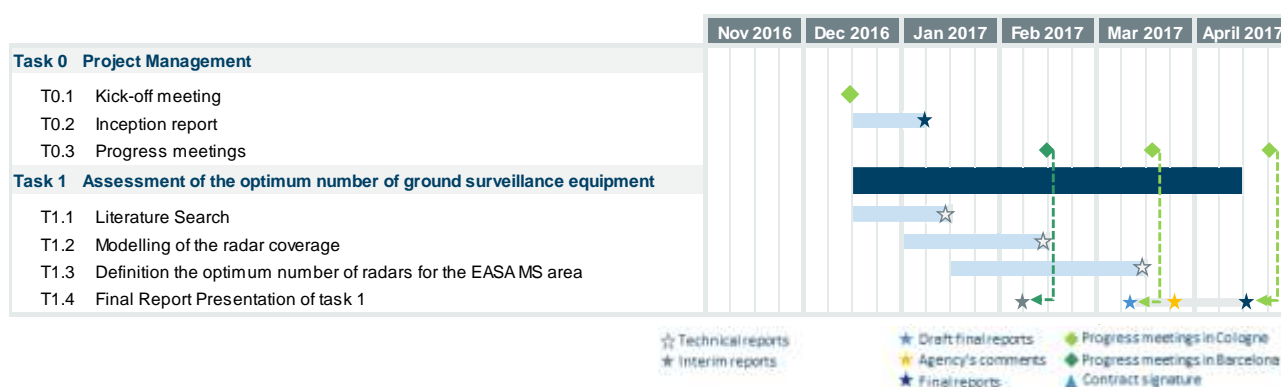 Nov 2016 Dec 2016 Jan 2017 Feb 2017 Mar 2017 April 2017
Task 0 Project Management
T0.1 Kick-off meeting
T0.2 Inception report
T0.3 Progress meetings
Task 1 Assessment of the optimum number of ground surveillance equipment
T1.1 Literature Search
T1.2 Modelling of the radar coverage
T1.3 Definition the optimum number of radars for the EASA MS area
T1.4 Final Report Presentation of task 1
Technical reports Draft final reports Progress meetings in Cologne
Interim reports Agency's comments Progress meetings in Barcelona
Final reports Contract signature